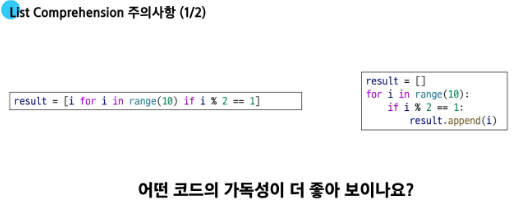 List Comprehension 주의사항 (1/2)
result = [i for i in range(10) if i % 2 == 1]
result = []
for i in range(10):
    if i % 2 == 1:
        result.append(i)
어떤 코드의 가독성이 더 좋아 보이나요?